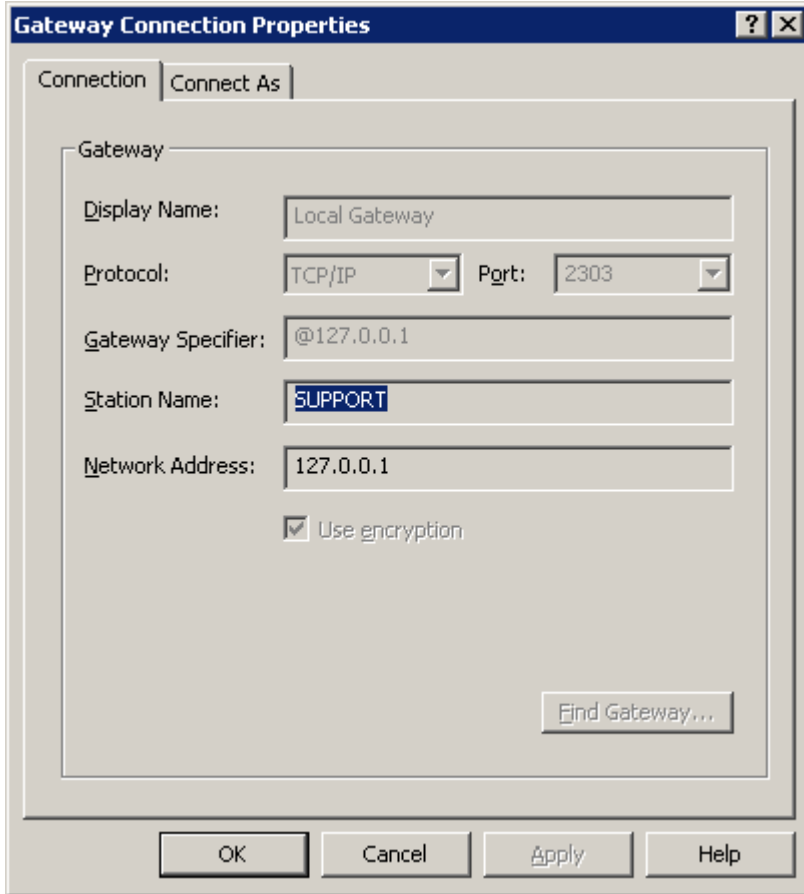 Gateway Connection Properties
Connection Connect As
Gateway
Display Name: Local Gateway
Protocol: TCP/IP Port: 2303
Gateway Specifier: @127.0.0.1
Station Name: SUPPORT
Network Address: 127.0.0.1
Use encryption
Find Gateway...
OK Cancel Apply Help